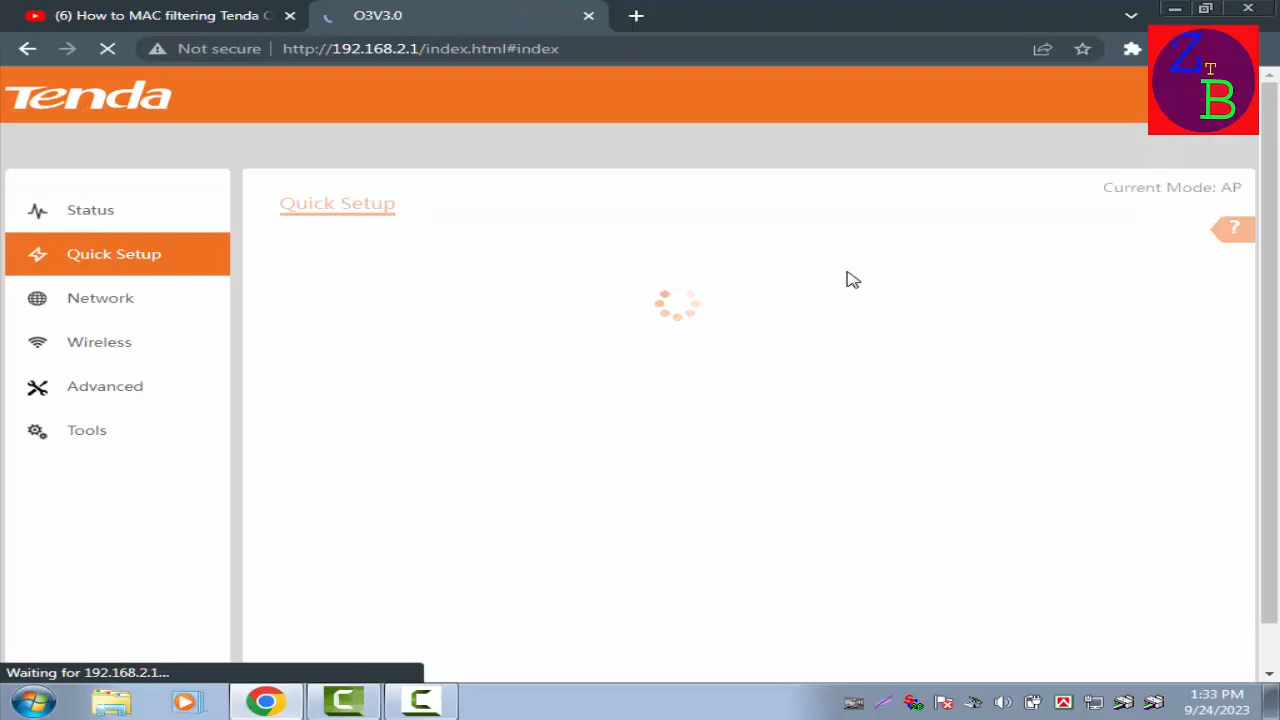 (6) How to MAC filtering Tenda
O3V3.0
Not secure
http://192.168.2.1/index.html#index
Z
T
B
Tenda
Current Mode: AP
Quick Setup
?
Status
Quick Setup
Network
Wireless
Advanced
Tools
Waiting for 192.168.2.1...
1:33 PM
9/24/2023